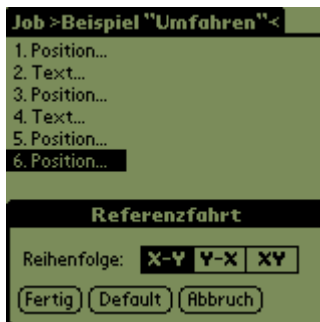 Job >Beispiel "Umfahren"<
1. Position...
2. Text...
3. Position...
4. Text...
5. Position...
6. Position...
Referenzfahrt
Reihenfolge: X-Y Y-X XY
Fertig Default Abbruch